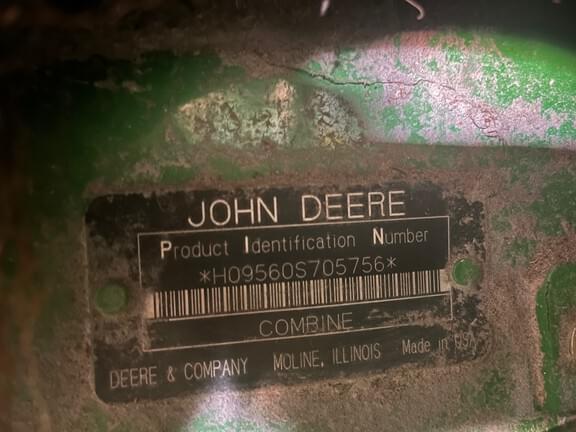 JOHN DEERE
Product Identification Number
*H09560S705756*
COMBINE
DEERE & COMPANY MOLINE, ILLINOIS Made in USA